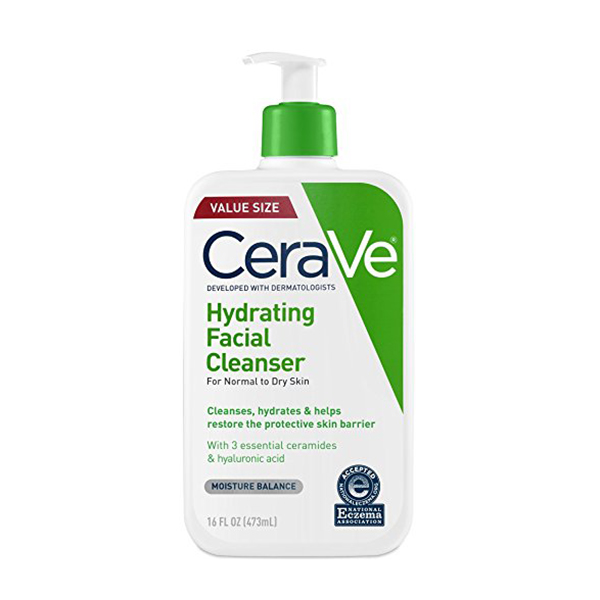 VALUE SIZE
CeraVe®
DEVELOPED WITH DERMATOLOGISTS
Hydrating
Facial
Cleanser
For Normal to Dry Skin
Cleanses, hydrates & helps
restore the protective skin barrier
With 3 essential ceramides
& hyaluronic acid
MOISTURE BALANCE
16 FL OZ (473mL)
ACCEPTED
e
NATIONALECZEMA.ORG
NATIONAL
Eczema
ASSOCIATION